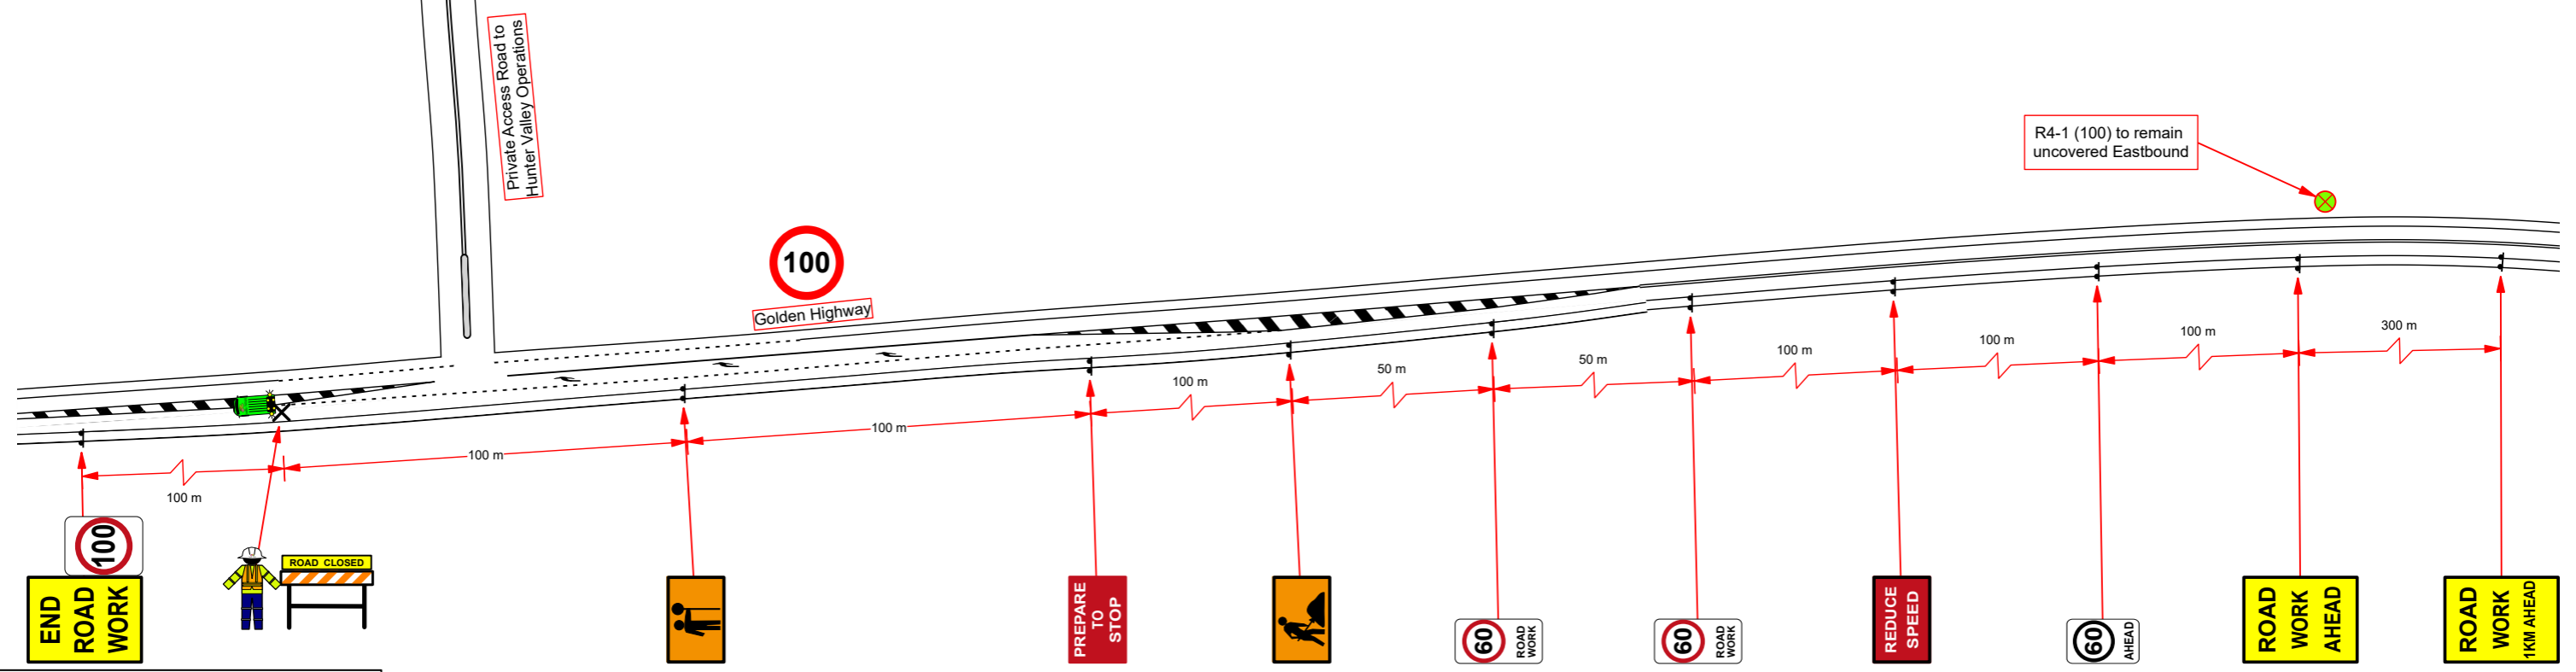 Private Access Road to
Hunter Valley Operations
R4-1 (100) to remain
uncovered Eastbound
100
Golden Highway
100 m
100 m
100 m
100 m
50 m
50 m
100 m
100 m
100 m
300 m
100
END
ROAD
WORK
ROAD CLOSED
PREPARE
TO
STOP
60
ROAD
WORK
60
ROAD
WORK
REDUCE
SPEED
60
AHEAD
ROAD
WORK
AHEAD
ROAD
WORK
1KM AHEAD